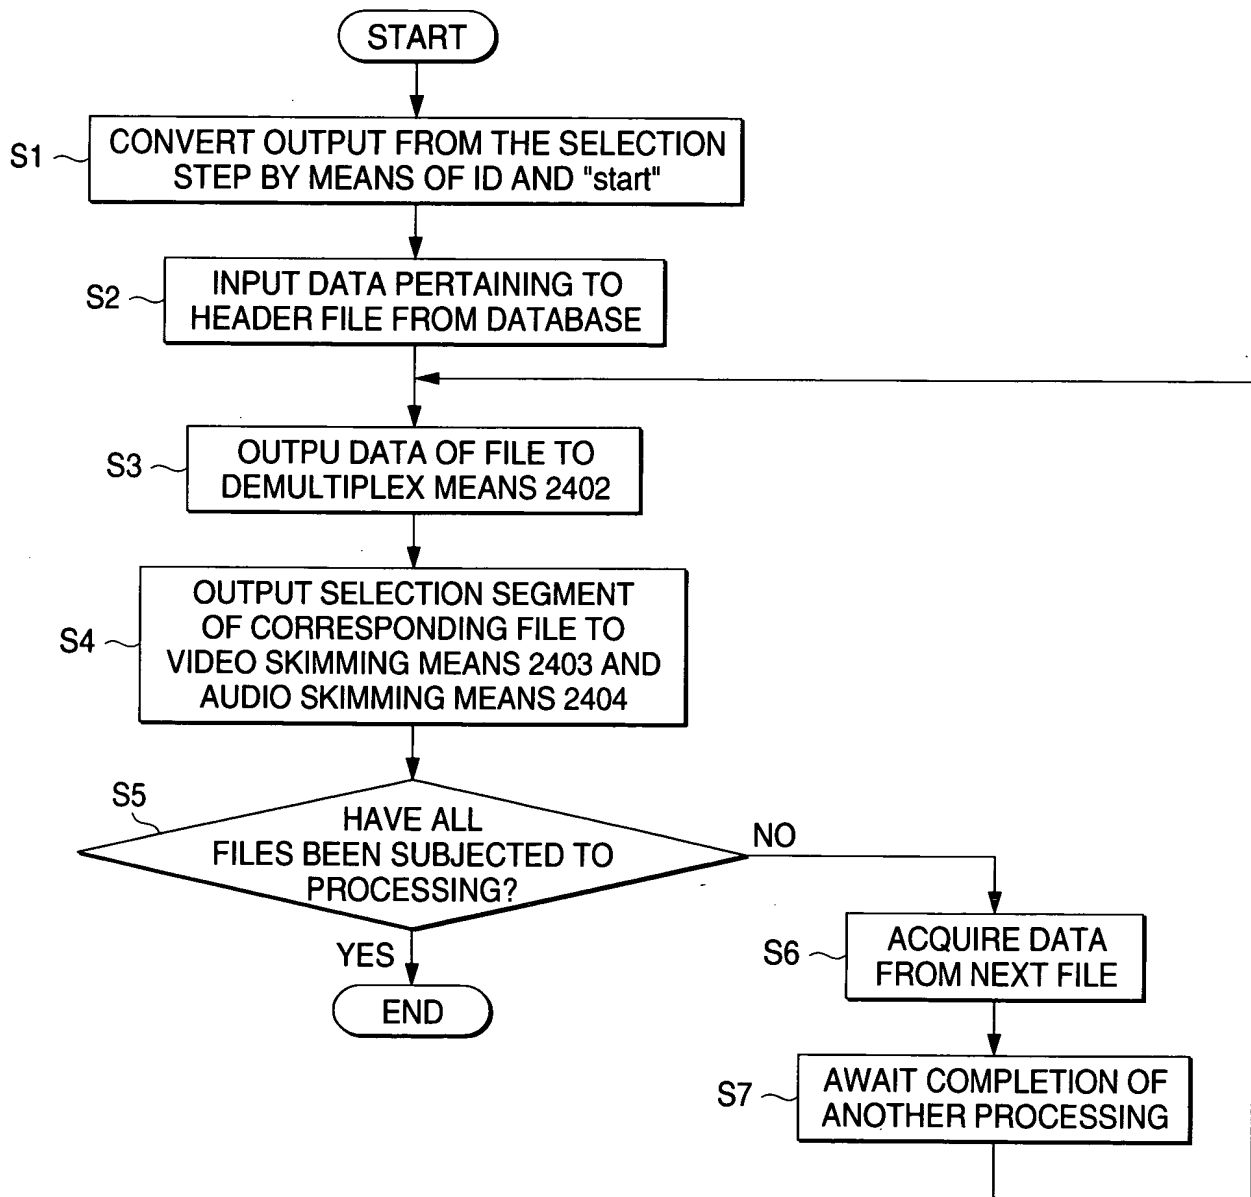 START
S1
CONVERT OUTPUT FROM THE SELECTION
STEP BY MEANS OF ID AND "start"
S2
INPUT DATA PERTAINING TO
HEADER FILE FROM DATABASE
S3
OUTPU DATA OF FILE TO
DEMULTIPLEX MEANS 2402
S4
OUTPUT SELECTION SEGMENT
OF CORRESPONDING FILE TO
VIDEO SKIMMING MEANS 2403 AND
AUDIO SKIMMING MEANS 2404
S5
HAVE ALL
FILES BEEN SUBJECTED TO
PROCESSING?
NO
YES
END
S6
ACQUIRE DATA
FROM NEXT FILE
S7
AWAIT COMPLETION OF
ANOTHER PROCESSING